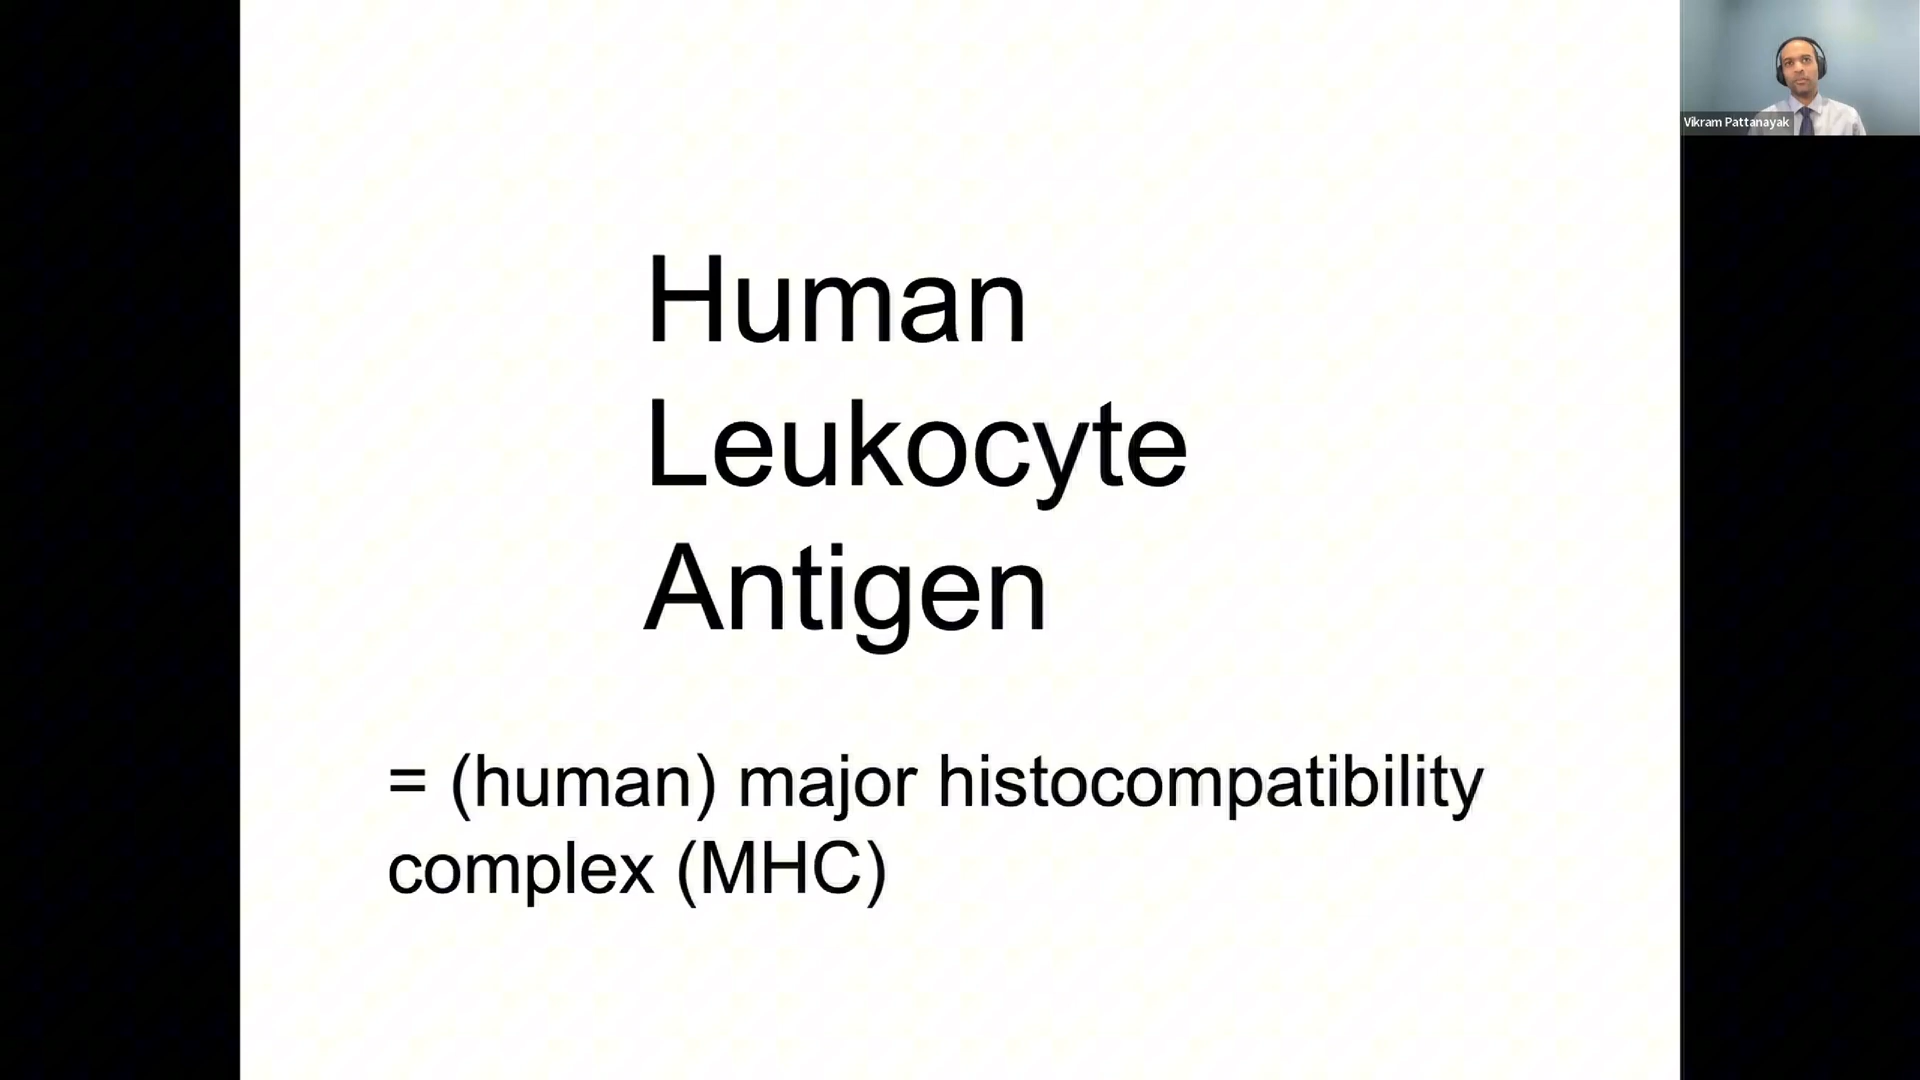 Vikram Pattanayak
Human
Leukocyte
Antigen
= (human) major histocompatibility
complex (MHC)